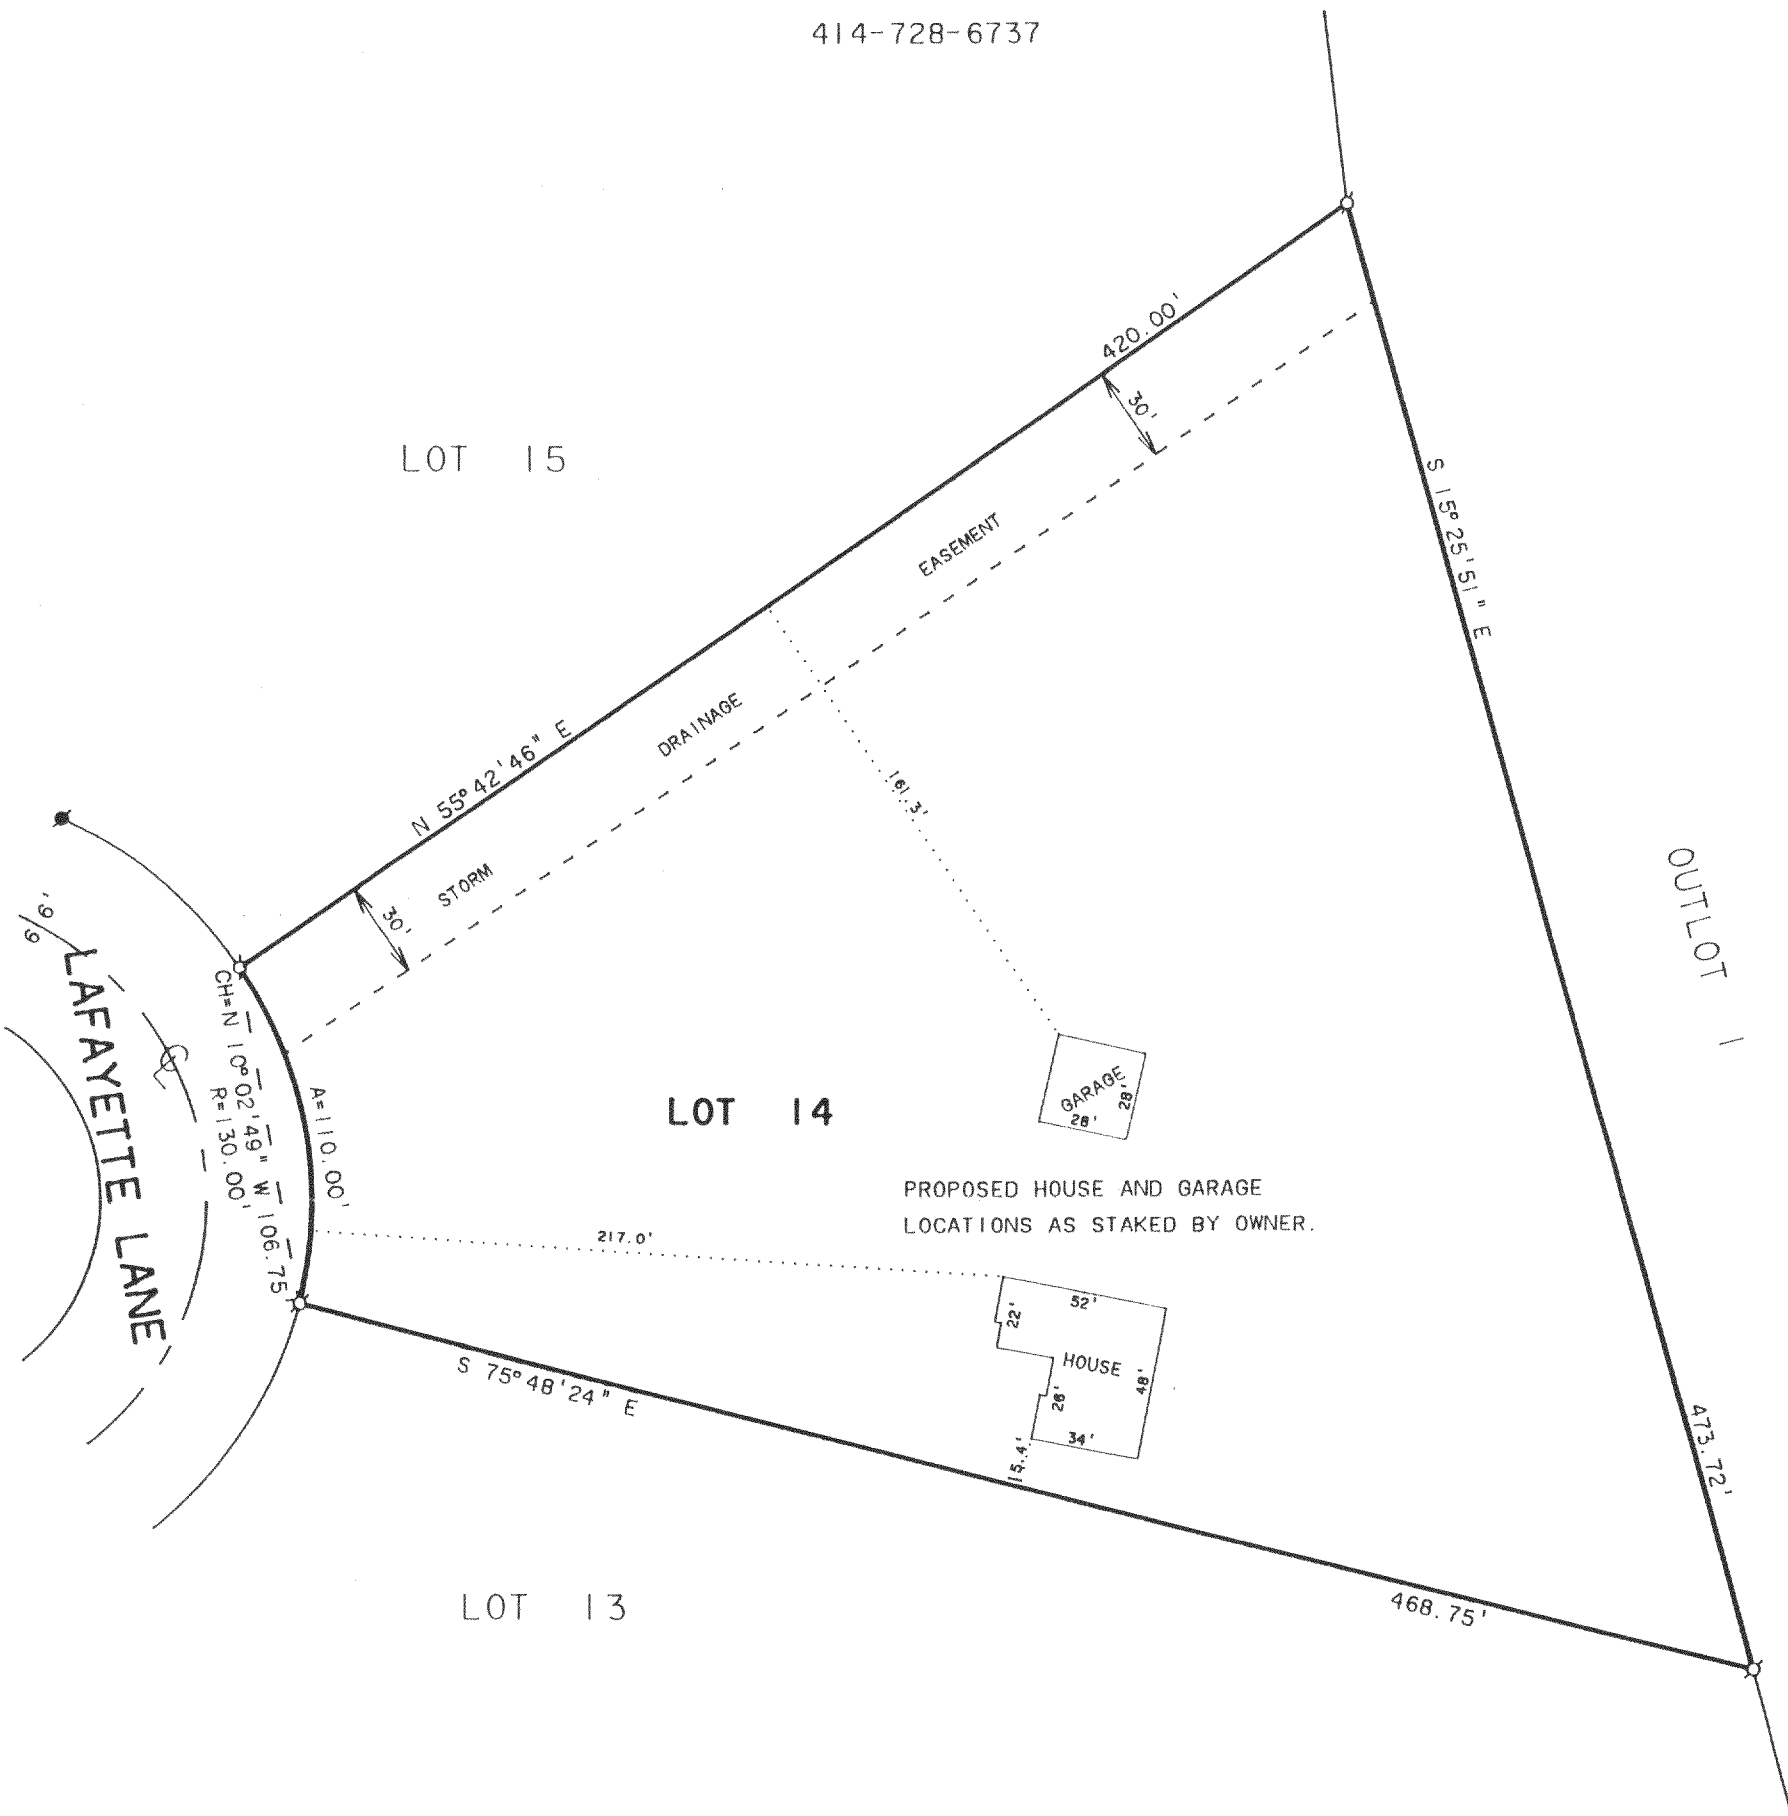 414-728-6737
420.00'
30'
LOT 15
S 15°25'51" E
EASEMENT
DRAINAGE
N 55°42'46" E
161.3'
STORM
30'
OUTLOT 1
66'
LAFAYETTE LANE
CH=N 10°02'49" W 106.75
R=130.00'
A=110.00'
GARAGE
28'
28'
LOT 14
PROPOSED HOUSE AND GARAGE
LOCATIONS AS STAKED BY OWNER.
217.0'
52'
22'
HOUSE
48'
26'
34'
15.4'
S 75°48'24" E
473.72'
468.75'
LOT 13